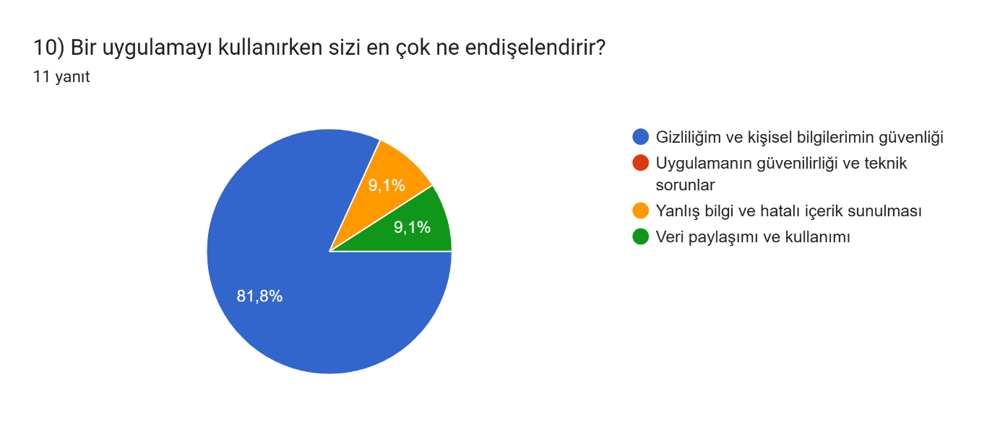 10) Bir uygulamayı kullanırken sizi en çok ne endişelendirir?
11 yanıt
9,1%
9,1%
81,8%
Gizliliğim ve kişisel bilgilerimin güvenliği
Uygulamanın güvenilirliği ve teknik
sorunlar
Yanlış bilgi ve hatalı içerik sunulması
Veri paylaşımı ve kullanımı